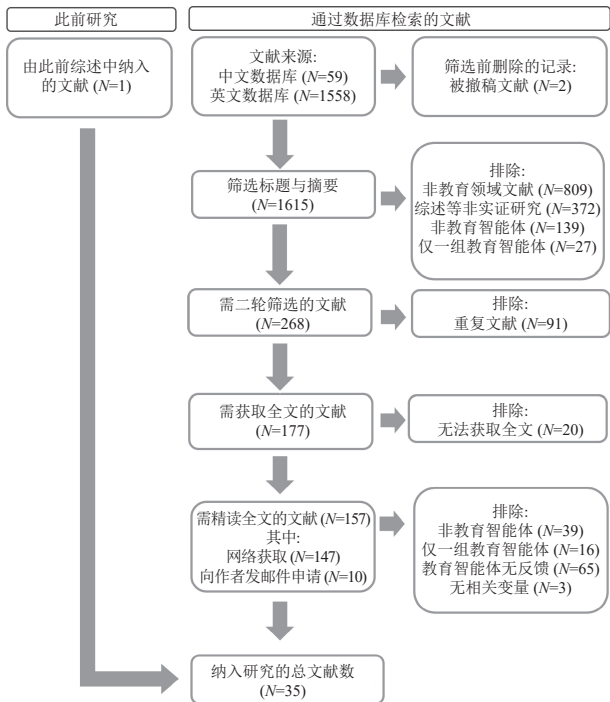 此前研究
通过数据库检索的文献
由此前综述中纳入
的文献 (N=1)
文献来源:
中文数据库 (N=59)
英文数据库 (N=1558)
筛选前删除的记录:
被撤稿文献 (N=2)
筛选标题与摘要
(N=1615)
排除:
非教育领域文献 (N=809)
综述等非实证研究 (N=372)
非教育智能体 (N=139)
仅一组教育智能体 (N=27)
需二轮筛选的文献
(N=268)
排除:
重复文献 (N=91)
需获取全文的文献
(N=177)
排除:
无法获取全文 (N=20)
需精读全文的文献 (N=157)
其中:
网络获取 (N=147)
向作者发邮件申请 (N=10)
排除:
非教育智能体 (N=39)
仅一组教育智能体 (N=16)
教育智能体无反馈 (N=65)
无相关变量 (N=3)
纳入研究的总文献数
(N=35)